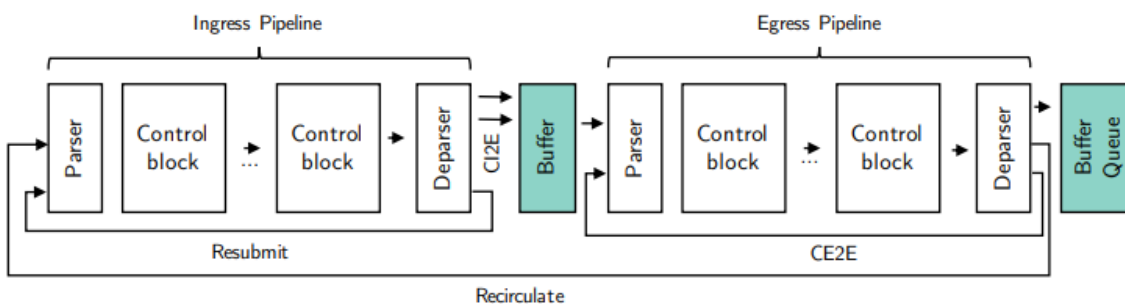 Ingress Pipeline
Egress Pipeline
Parser
Control
block
...
Control
block
Deparser
CI2E
Buffer
Parser
Control
block
...
Control
block
Deparser
Buffer
Queue
Resubmit
CE2E
Recirculate